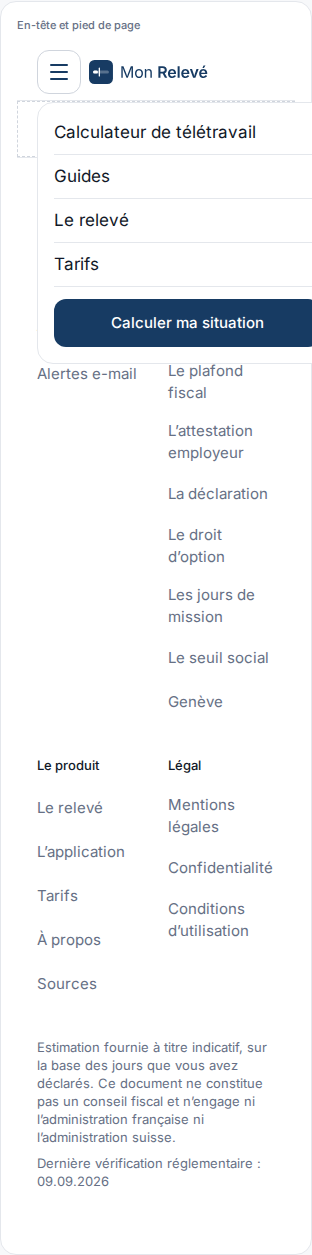 En-tête et pied de page
Mon Relevé
Calculateur de télétravail
Guides
Le relevé
Tarifs
Calculer ma situation
Alertes e-mail
Le plafond
fiscal
L’attestation
employeur
La déclaration
Le droit
d’option
Les jours de
mission
Le seuil social
Genève
Le produit
Le relevé
L’application
Tarifs
À propos
Sources
Légal
Mentions
légales
Confidentialité
Conditions
d’utilisation
Estimation fournie à titre indicatif, sur
la base des jours que vous avez
déclarés. Ce document ne constitue
pas un conseil fiscal et n’engage ni
l’administration française ni
l’administration suisse.
Dernière vérification réglementaire :
09.09.2026